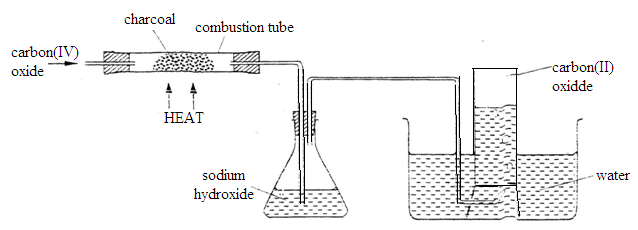 charcoal
combustion tube
carbon(IV)
oxide
HEAT
carbon(II)
oxidde
sodium
hydroxide
water